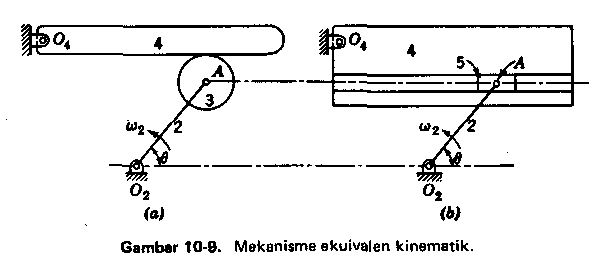 O4 4 A 3 ω2 2 θ O2 (a)
O4 4 5 A ω2 2 θ O2 (b)
Gambar 10-9. Mekanisme ekuivalen kinematik.